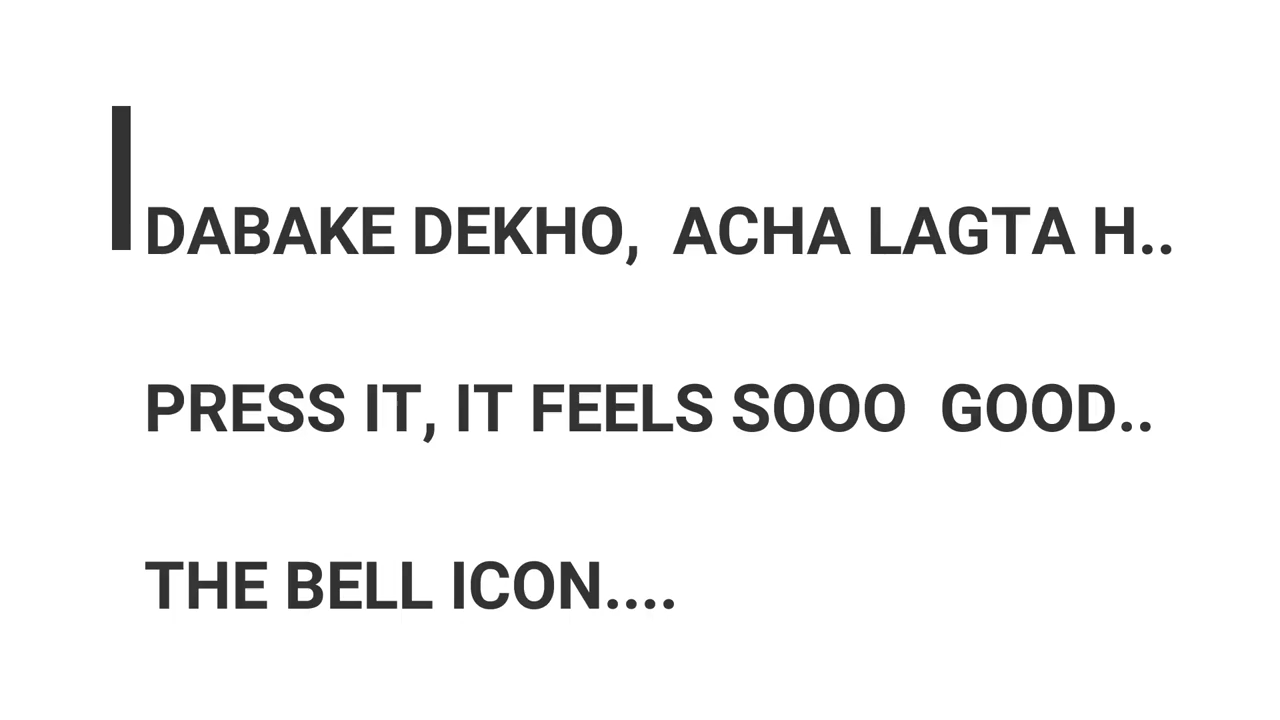 DABAKE DEKHO, ACHA LAGTA H..
PRESS IT, IT FEELS SOOO GOOD..
THE BELL ICON....